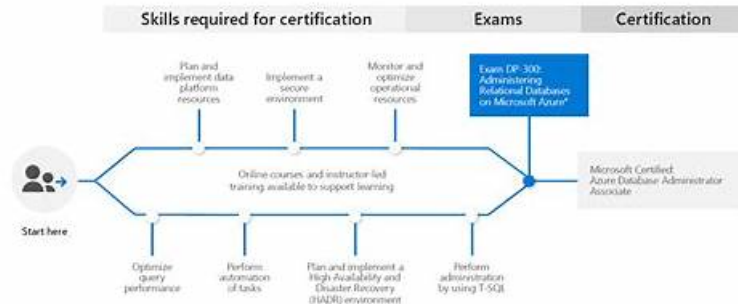 Skills required for certification
Exams
Certification
Plan and
implement data
platform
resources
Implement a
secure
environment
Monitor and
optimize
operational
resources
Exam DP-300:
Administering
Relational Databases
on Microsoft Azure*
Online courses and instructor-led
training available to support learning
Microsoft Certified:
Azure Database Administrator
Associate
Start here
Optimize
query
performance
Perform
automation
of tasks
Plan and implement a
High Availability and
Disaster Recovery
(HADR) environment
Perform
administration
by using T-SQL